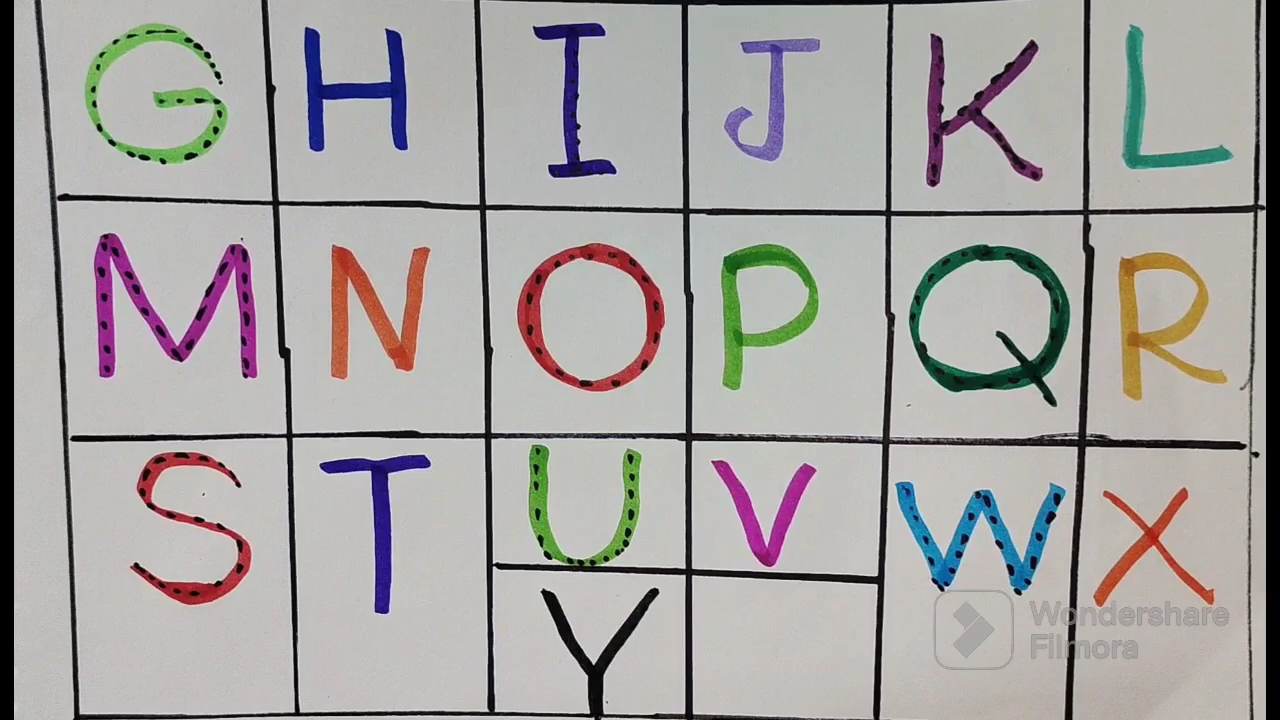 G H I J K L
M N O P Q R
S T U V W X
Y
Wondershare
Filmora